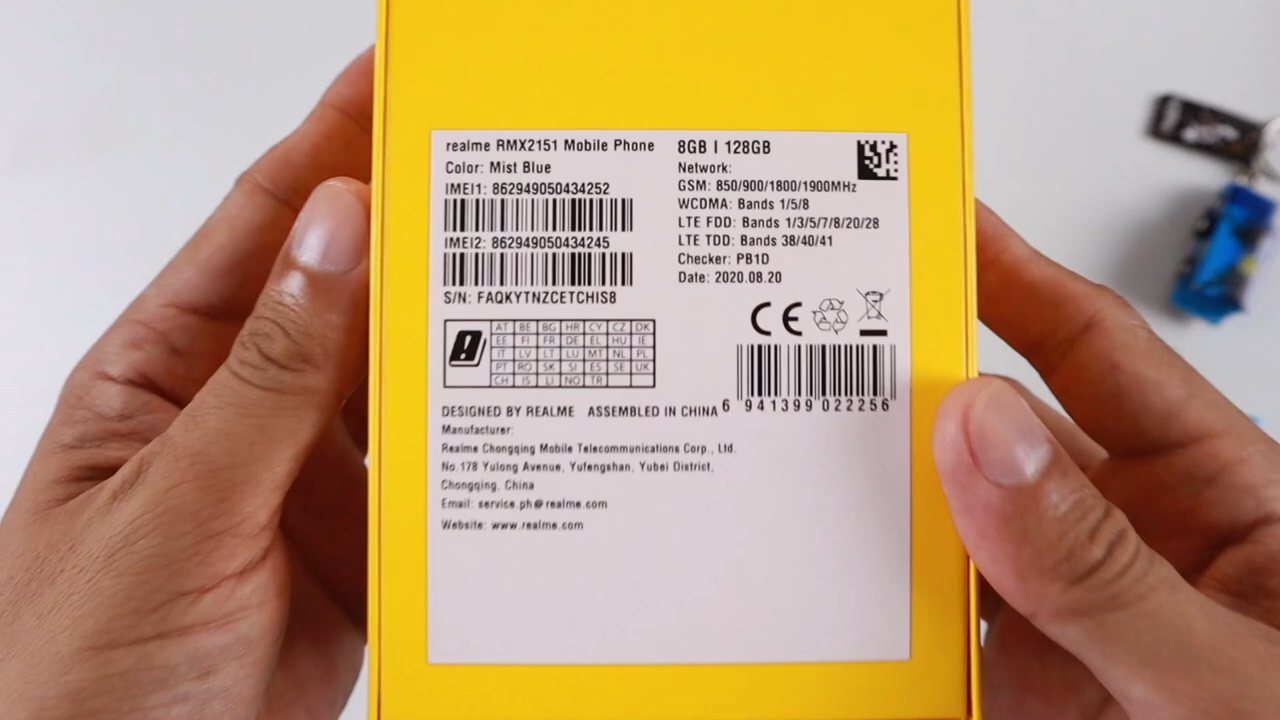 realme RMX2151 Mobile Phone
Color: Mist Blue
IMEI1: 862949050434252
IMEI2: 862949050434245
S/N: FAQKYTNZCETCHIS8
8GB | 128GB
Network:
GSM: 850/900/1800/1900MHz
WCDMA: Bands 1/5/8
LTE FDD: Bands 1/3/5/7/8/20/28
LTE TDD: Bands 38/40/41
Checker: PB1D
Date: 2020.08.20
CE
AT BE BG HR CY CZ DK
EE FI FR DE EL HU IE
IT LV LT LU MT NL PL
PT RO SK SI ES SE UK
CH IS LI NO TR
6 941399 022256
DESIGNED BY REALME ASSEMBLED IN CHINA
Manufacturer:
Realme Chongqing Mobile Telecommunications Corp., Ltd.
No.178 Yulong Avenue, Yufengshan, Yubei District,
Chongqing, China
Email: service.ph@realme.com
Website: www.realme.com